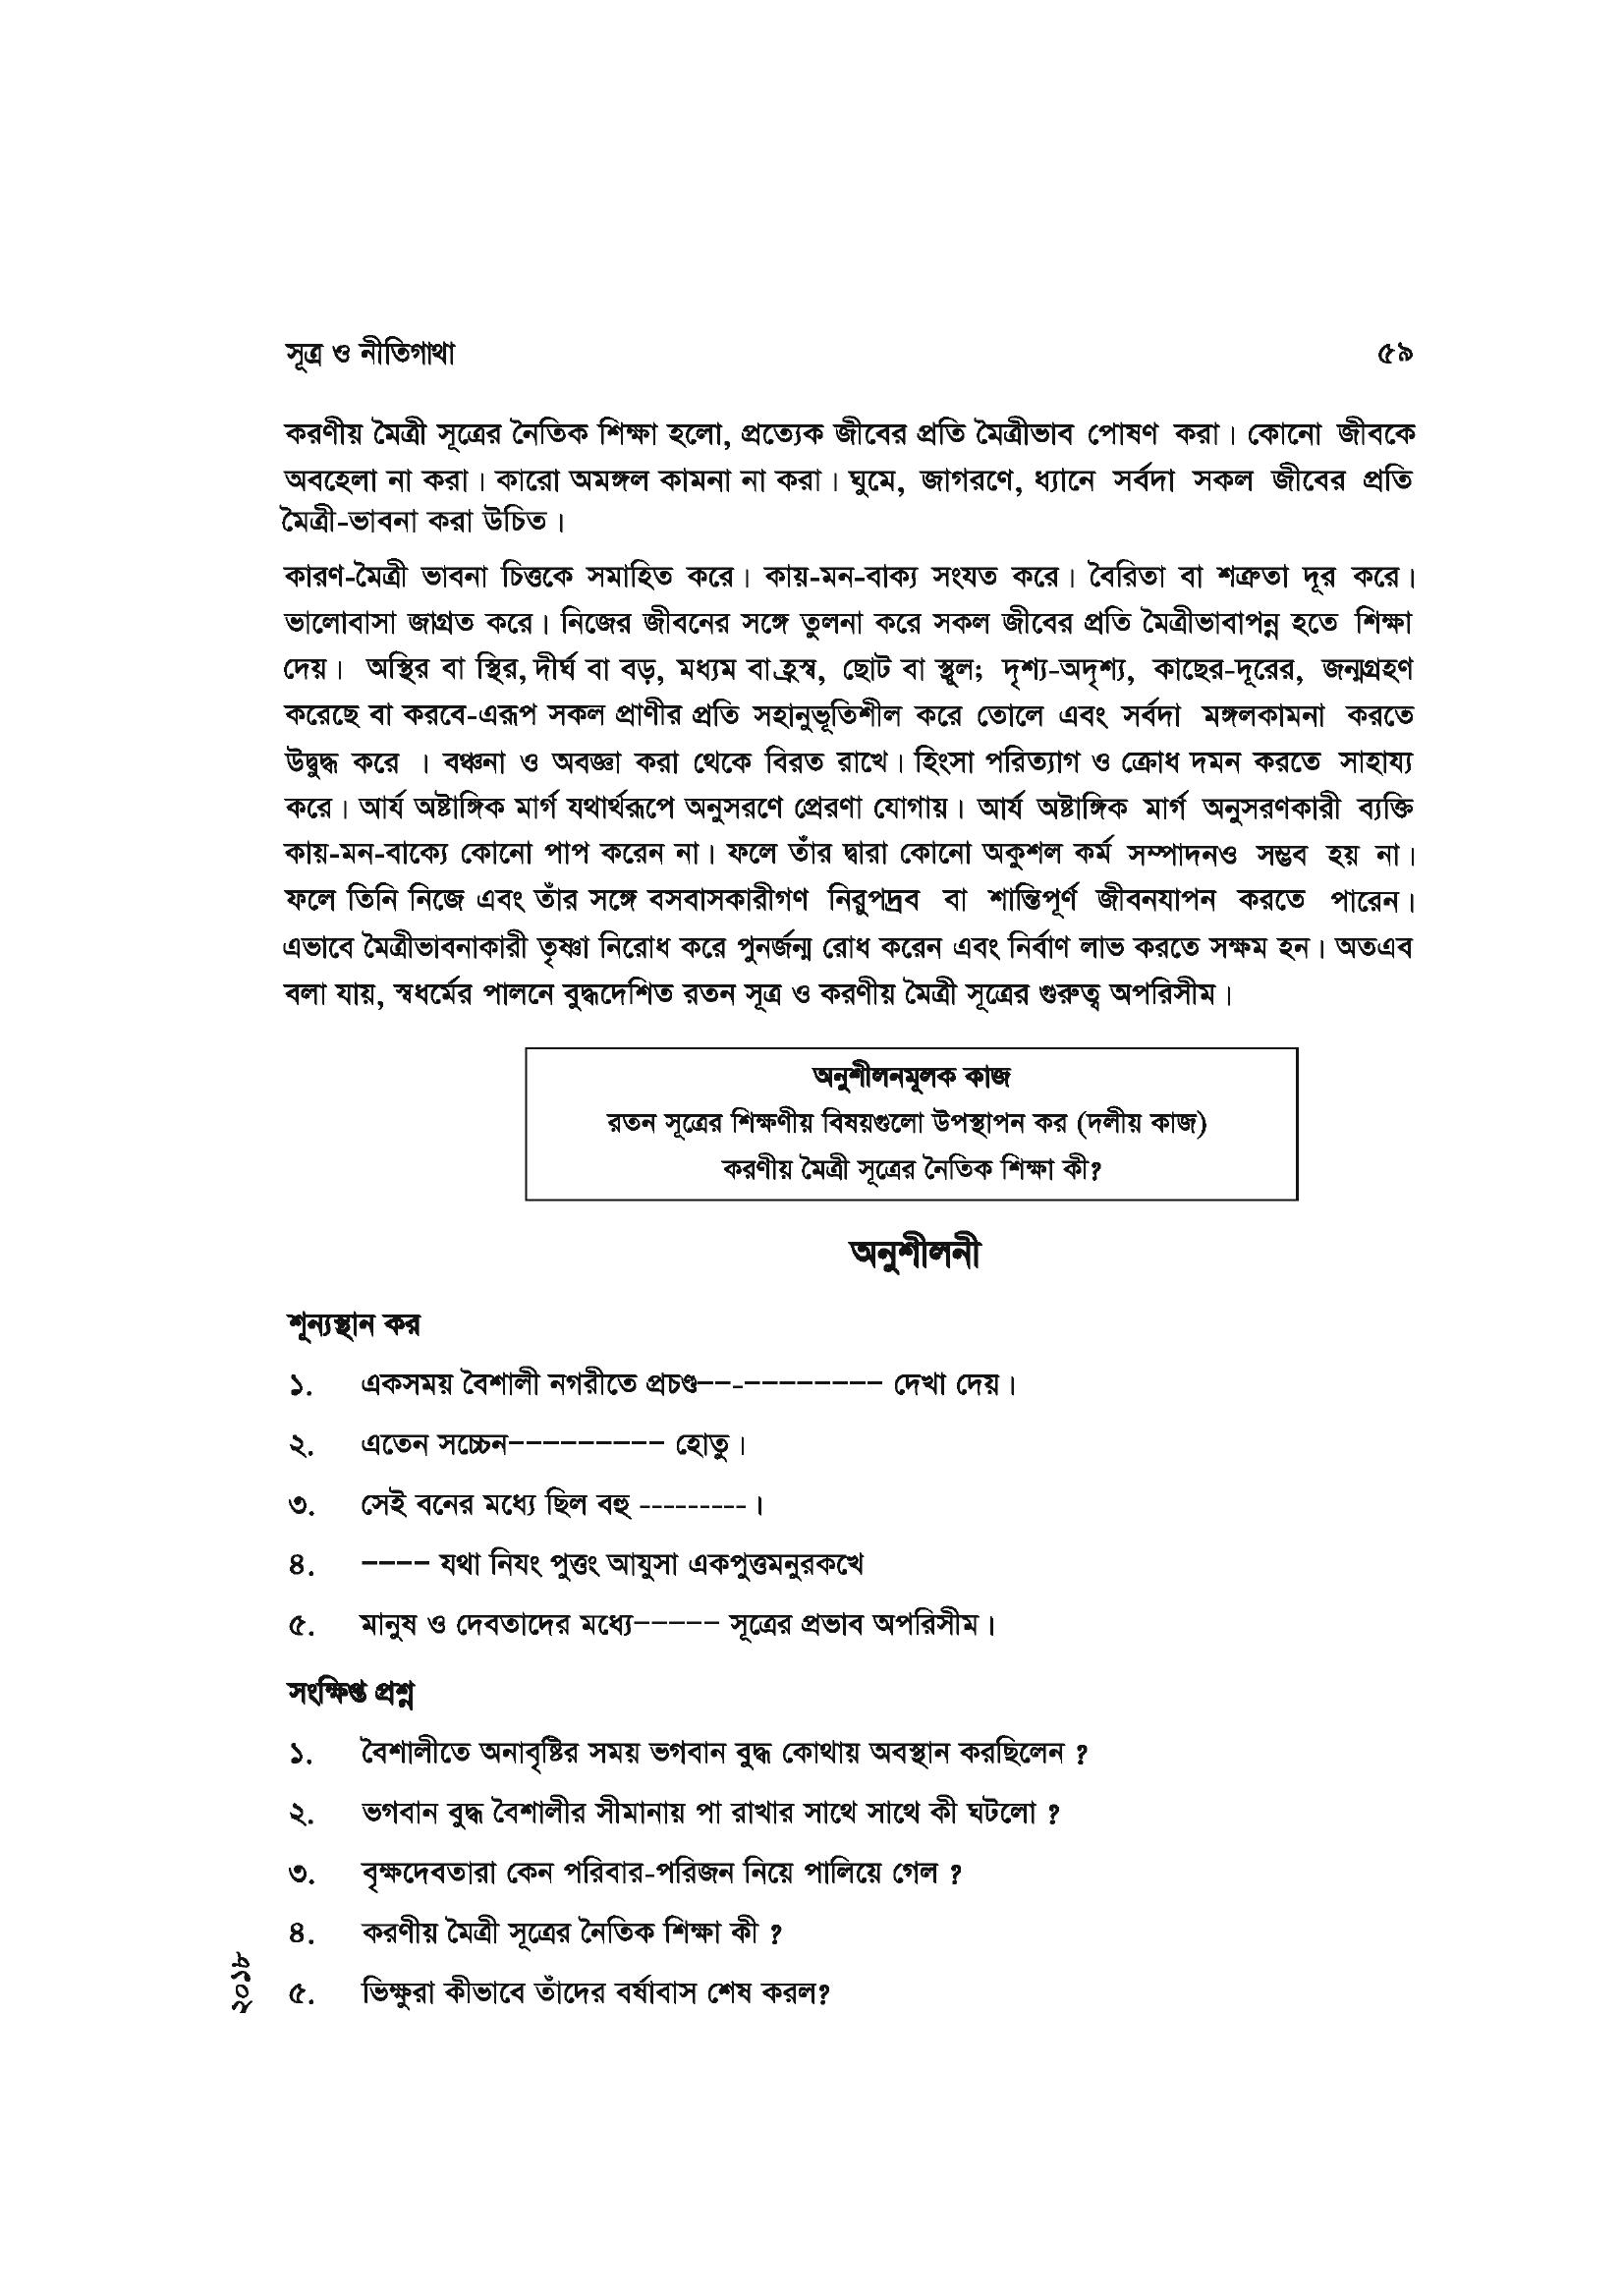 সূত্র ও নীতিগাথা ৫৯
করণীয় মৈত্রী সূত্রের নৈতিক শিক্ষা হলো, প্রত্যেক জীবের প্রতি মৈত্রীভাব পোষণ করা। কোনো জীবকে
অবহেলা না করা। কারো অমঙ্গল কামনা না করা। ঘুমে, জাগরণে, ধ্যানে সর্বদা সকল জীবের প্রতি
মৈত্রী-ভাবনা করা উচিত।
কারণ-মৈত্রী ভাবনা চিত্তকে সমাহিত করে। কায়-মন-বাক্য সংযত করে। বৈরিতা বা শত্রুতা দূর করে।
ভালোবাসা জাগ্রত করে। নিজের জীবনের সঙ্গে তুলনা করে সকল জীবের প্রতি মৈত্রীভাবাপন্ন হতে শিক্ষা
দেয়। অস্থির বা স্থির, দীর্ঘ বা বড়, মধ্যম বা হ্রস্ব, ছোট বা স্থূল; দৃশ্য-অদৃশ্য, কাছের-দূরের, জন্মগ্রহণ
করেছে বা করবে-এরূপ সকল প্রাণীর প্রতি সহানুভূতিশীল করে তোলে এবং সর্বদা মঙ্গলকামনা করতে
উদ্বুদ্ধ করে । বঞ্চনা ও অবজ্ঞা করা থেকে বিরত রাখে। হিংসা পরিত্যাগ ও ক্রোধ দমন করতে সাহায্য
করে। আর্য অষ্টাঙ্গিক মার্গ যথার্থরূপে অনুসরণে প্রেরণা যোগায়। আর্য অষ্টাঙ্গিক মার্গ অনুসরণকারী ব্যক্তি
কায়-মন-বাক্যে কোনো পাপ করেন না। ফলে তাঁর দ্বারা কোনো অকুশল কর্ম সম্পাদনও সম্ভব হয় না।
ফলে তিনি নিজে এবং তাঁর সঙ্গে বসবাসকারীগণ নিরুপদ্রব বা শান্তিপূর্ণ জীবনযাপন করতে পারেন।
এভাবে মৈত্রীভাবনাকারী তৃষ্ণা নিরোধ করে পুনর্জন্ম রোধ করেন এবং নির্বাণ লাভ করতে সক্ষম হন। অতএব
বলা যায়, স্বধর্মের পালনে বুদ্ধদেশিত রতন সূত্র ও করণীয় মৈত্রী সূত্রের গুরুত্ব অপরিসীম।
অনুশীলনমূলক কাজ
রতন সূত্রের শিক্ষণীয় বিষয়গুলো উপস্থাপন কর (দলীয় কাজ)
করণীয় মৈত্রী সূত্রের নৈতিক শিক্ষা কী?
অনুশীলনী
শূন্যস্থান কর
১. একসময় বৈশালী নগরীতে প্রচণ্ড----------- দেখা দেয়।
২. এতেন সচ্চেন--------- হোতু।
৩. সেই বনের মধ্যে ছিল বহু ---------।
৪. ---- যথা নিযং পুত্তং আযুসা একপুত্তমনুরকখে
৫. মানুষ ও দেবতাদের মধ্যে----- সূত্রের প্রভাব অপরিসীম।
সংক্ষিপ্ত প্রশ্ন
১. বৈশালীতে অনাবৃষ্টির সময় ভগবান বুদ্ধ কোথায় অবস্থান করছিলেন ?
২. ভগবান বুদ্ধ বৈশালীর সীমানায় পা রাখার সাথে সাথে কী ঘটলো ?
৩. বৃক্ষদেবতারা কেন পরিবার-পরিজন নিয়ে পালিয়ে গেল ?
৪. করণীয় মৈত্রী সূত্রের নৈতিক শিক্ষা কী ?
৫. ভিক্ষুরা কীভাবে তাঁদের বর্ষাবাস শেষ করল?
২০১৮